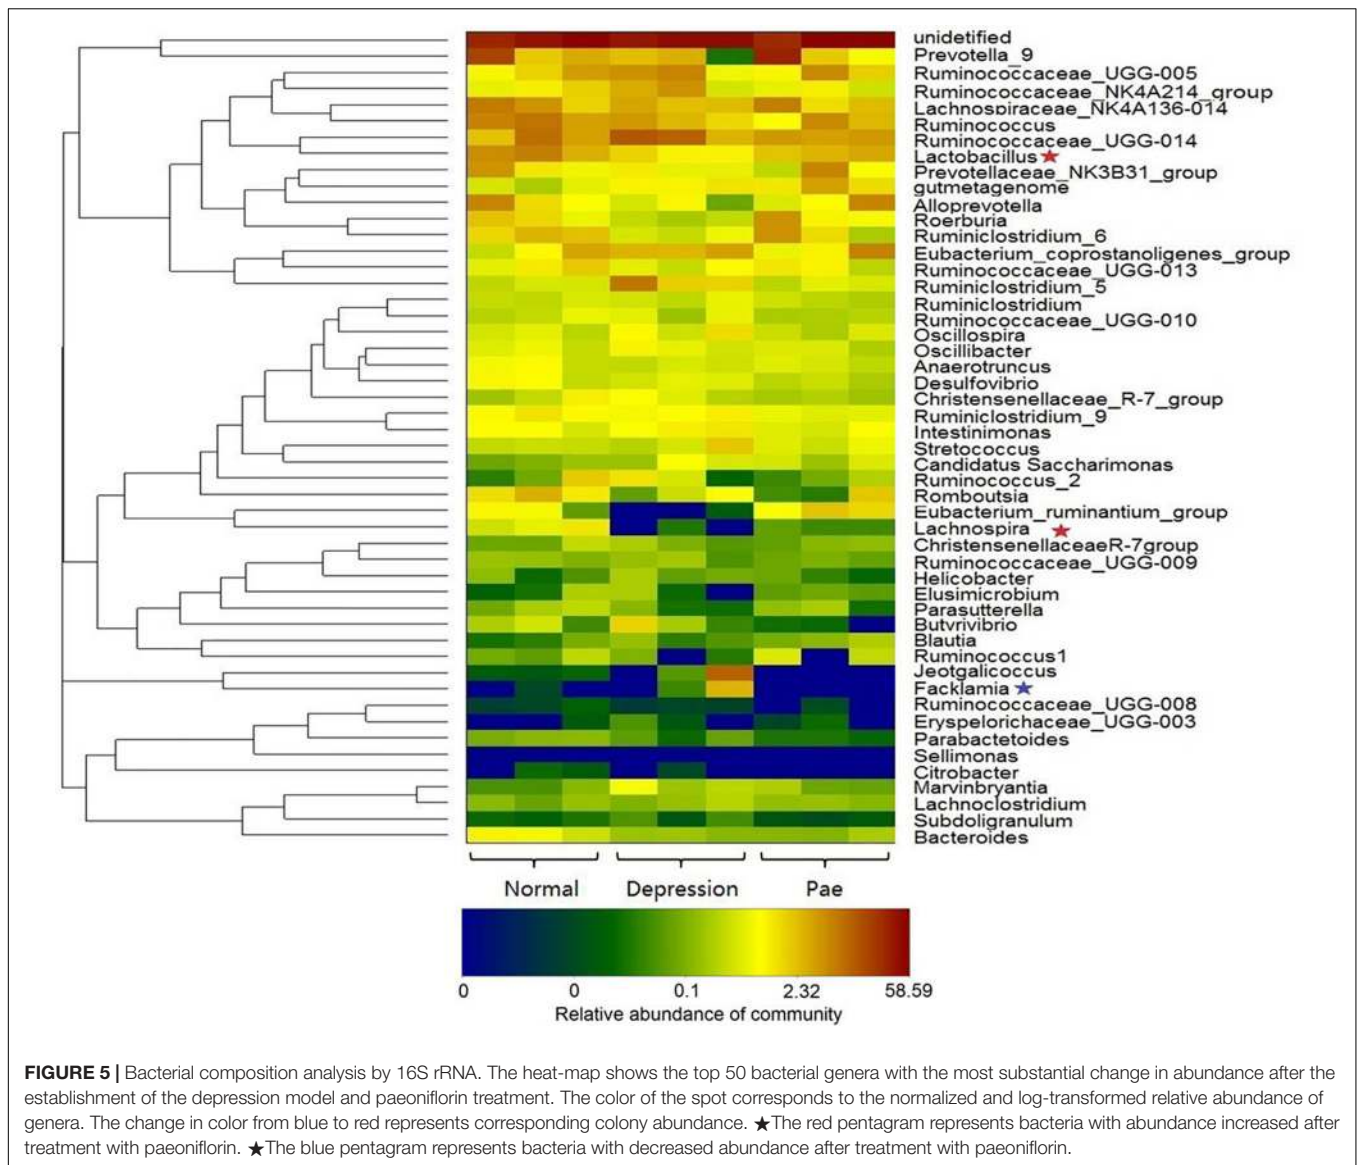 unidetified
Prevotella_9
Ruminococcaceae_UGG-005
Ruminococcaceae_NK4A214_group
Lachnospiraceae_NK4A136-014
Ruminococcus
Ruminococcaceae_UGG-014
Lactobacillus
Prevotellaceae_NK3B31_group
gutmetagenome
Alloprevotella
Roerburia
Ruminiclostridium_6
Eubacterium_coprostanoligenes_group
Ruminococcaceae_UGG-013
Ruminiclostridium_5
Ruminiclostridium
Ruminococcaceae_UGG-010
Oscillospira
Oscillibacter
Anaerotruncus
Desulfovibrio
Christensenellaceae_R-7_group
Ruminiclostridium_9
Intestinimonas
Stretococcus
Candidatus Saccharimonas
Ruminococcus_2
Romboutsia
Eubacterium_ruminantium_group
Lachnospira
ChristensenellaceaeR-7group
Ruminococcaceae_UGG-009
Helicobacter
Elusimicrobium
Parasutterella
Butvrivibrio
Blautia
Ruminococcus1
Jeotgalicoccus
Facklamia
Ruminococcaceae_UGG-008
Eryspelorichaceae_UGG-003
Parabactetoides
Sellimonas
Citrobacter
Marvinbryantia
Lachnoclostridium
Subdoligranulum
Bacteroides
Normal Depression Pae
0 0 0.1 2.32 58.59
Relative abundance of community
FIGURE 5 | Bacterial composition analysis by 16S rRNA. The heat-map shows the top 50 bacterial genera with the most substantial change in abundance after the
establishment of the depression model and paeoniflorin treatment. The color of the spot corresponds to the normalized and log-transformed relative abundance of
genera. The change in color from blue to red represents corresponding colony abundance. ★The red pentagram represents bacteria with abundance increased after
treatment with paeoniflorin. ★The blue pentagram represents bacteria with decreased abundance after treatment with paeoniflorin.